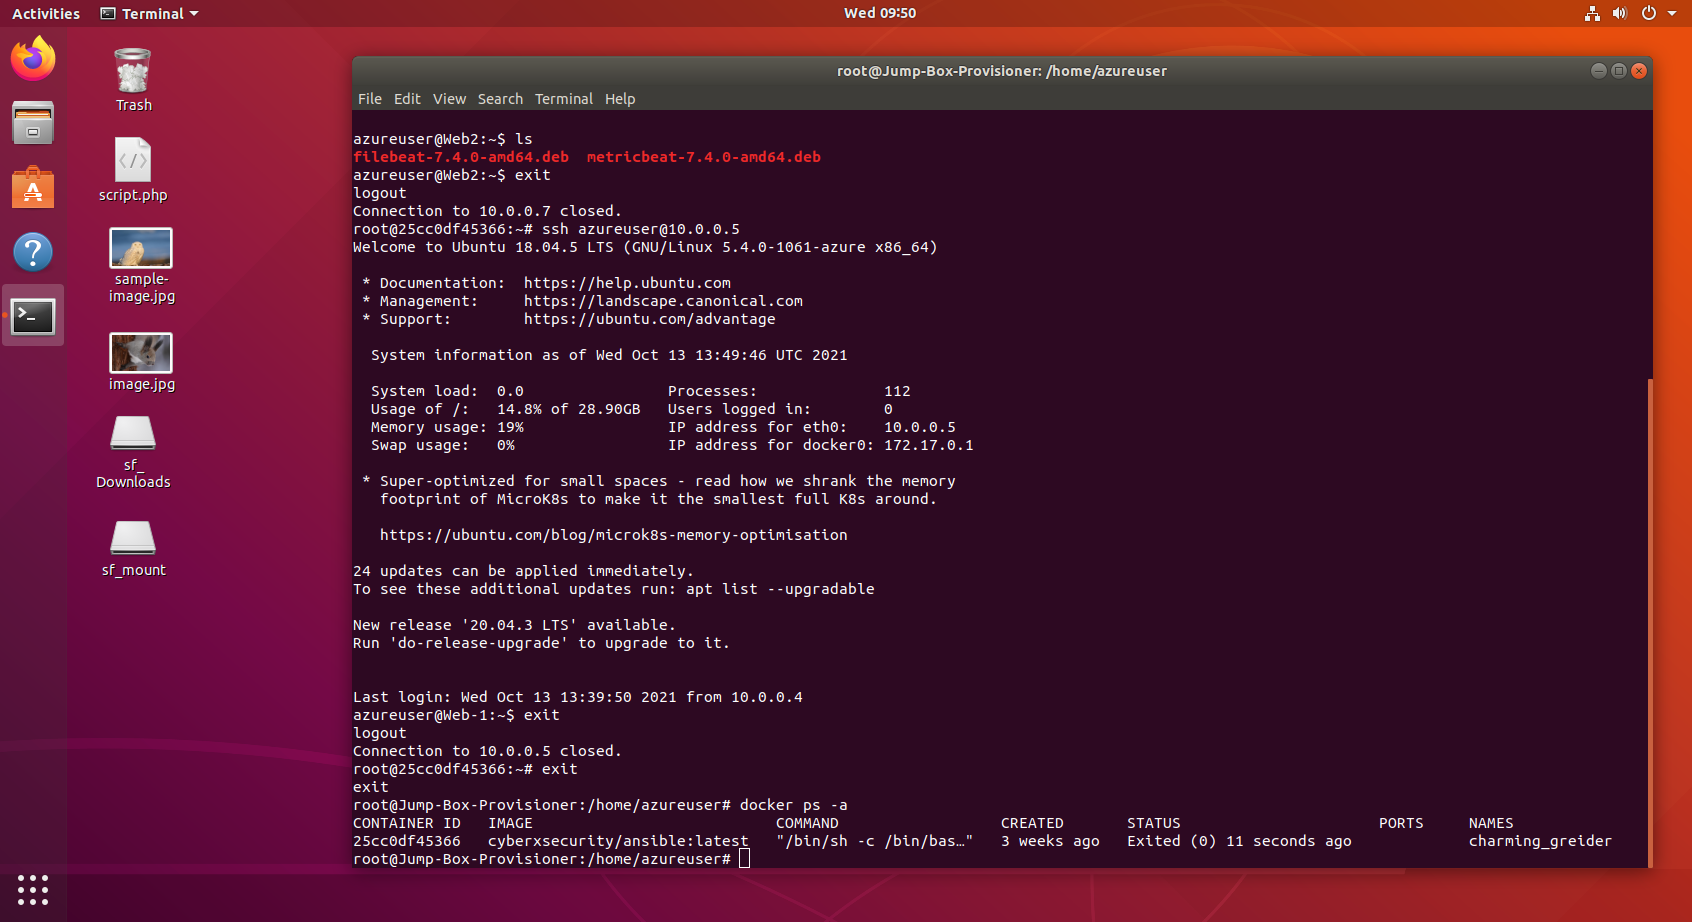 Activities Terminal Wed 09:50
Trash
script.php
sample-
image.jpg
image.jpg
sf_
Downloads
sf_mount
root@Jump-Box-Provisioner: /home/azureuser
File Edit View Search Terminal Help
azureuser@Web2:~$ ls
filebeat-7.4.0-amd64.deb  metricbeat-7.4.0-amd64.deb
azureuser@Web2:~$ exit
logout
Connection to 10.0.0.7 closed.
root@25cc0df45366:~# ssh azureuser@10.0.0.5
Welcome to Ubuntu 18.04.5 LTS (GNU/Linux 5.4.0-1061-azure x86_64)
* Documentation:  https://help.ubuntu.com
* Management:     https://landscape.canonical.com
* Support:        https://ubuntu.com/advantage
System information as of Wed Oct 13 13:49:46 UTC 2021
System load:  0.0                Processes:              112
Usage of /:   14.8% of 28.90GB   Users logged in:        0
Memory usage: 19%                IP address for eth0:    10.0.0.5
Swap usage:   0%                 IP address for docker0: 172.17.0.1
* Super-optimized for small spaces - read how we shrank the memory
footprint of MicroK8s to make it the smallest full K8s around.
https://ubuntu.com/blog/microk8s-memory-optimisation
24 updates can be applied immediately.
To see these additional updates run: apt list --upgradable
New release '20.04.3 LTS' available.
Run 'do-release-upgrade' to upgrade to it.
Last login: Wed Oct 13 13:39:50 2021 from 10.0.0.4
azureuser@Web-1:~$ exit
logout
Connection to 10.0.0.5 closed.
root@25cc0df45366:~# exit
exit
root@Jump-Box-Provisioner:/home/azureuser# docker ps -a
CONTAINER ID   IMAGE                           COMMAND                  CREATED       STATUS                      PORTS     NAMES
25cc0df45366   cyberxsecurity/ansible:latest   "/bin/sh -c /bin/bas…"   3 weeks ago   Exited (0) 11 seconds ago             charming_greider
root@Jump-Box-Provisioner:/home/azureuser#